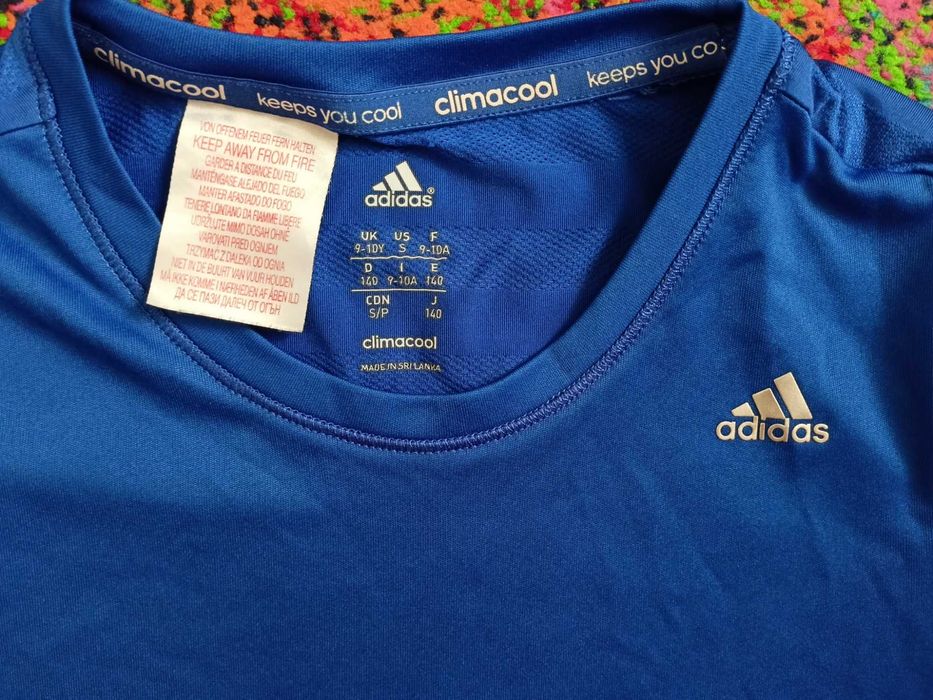 climacool keeps you cool climacool keeps you co
VON OFFENEM FEUER FERN HALTEN
KEEP AWAY FROM FIRE
GARDER A DISTANCE DU FEU
MANTÉNGASE ALEJADO DEL FUEGO
MANTER AFASTADO DO FOGO
TENERE LONTANO DA FIAMME LIBERE
UDRŽUJTE MIMO DOSAH OHNĚ
VAROVATI PRED OGNJEM
TRZYMAĆ Z DALEKA OD OGNIA
NIET IN DE BUURT VAN VUUR HOUDEN
MÅ IKKE KOMME I NÆRHEDEN AF ÅBEN ILD
ДА СЕ ПАЗИ ДАЛЕЧ ОТ ОГЪН
adidas®
UK US F
9-10Y S 9-10A
D I E
140 9-10A 140
CDN J
S/P 140
climacool
MADE IN SRI LANKA
adidas